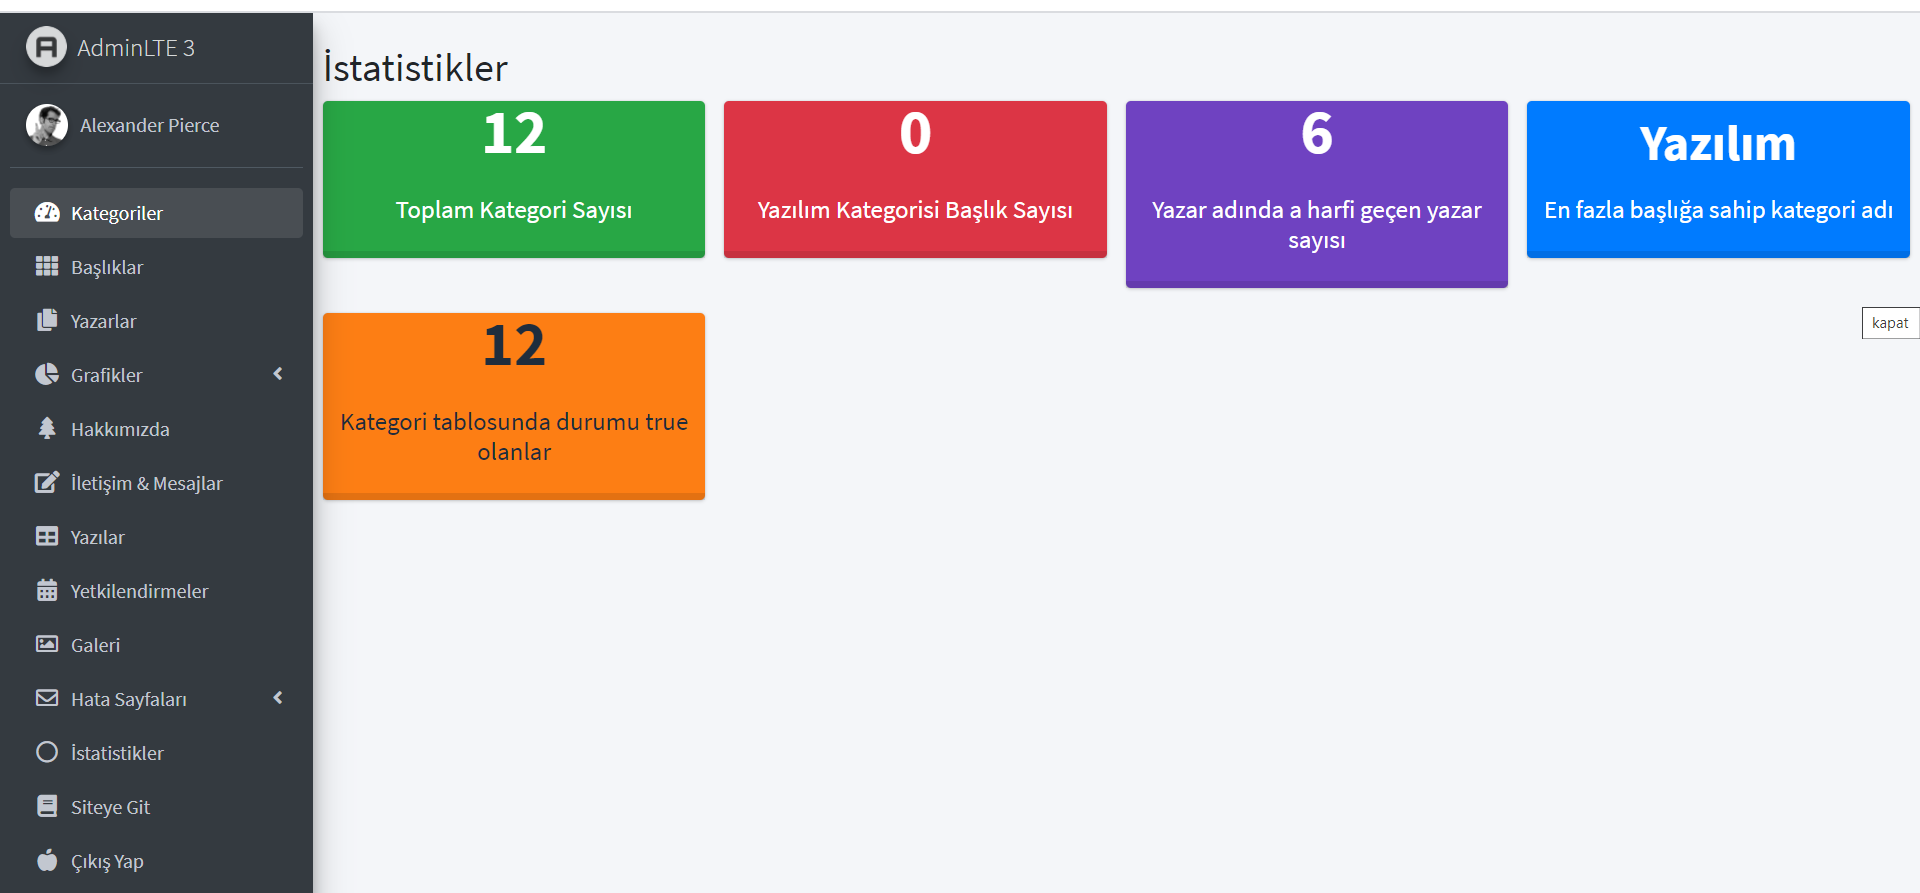 AdminLTE 3
Alexander Pierce
Kategoriler
Başlıklar
Yazarlar
Grafikler
Hakkımızda
İletişim & Mesajlar
Yazılar
Yetkilendirmeler
Galeri
Hata Sayfaları
İstatistikler
Siteye Git
Çıkış Yap
İstatistikler
12
Toplam Kategori Sayısı
0
Yazılım Kategorisi Başlık Sayısı
6
Yazar adında a harfi geçen yazar
sayısı
Yazılım
En fazla başlığa sahip kategori adı
12
Kategori tablosunda durumu true
olanlar
kapat